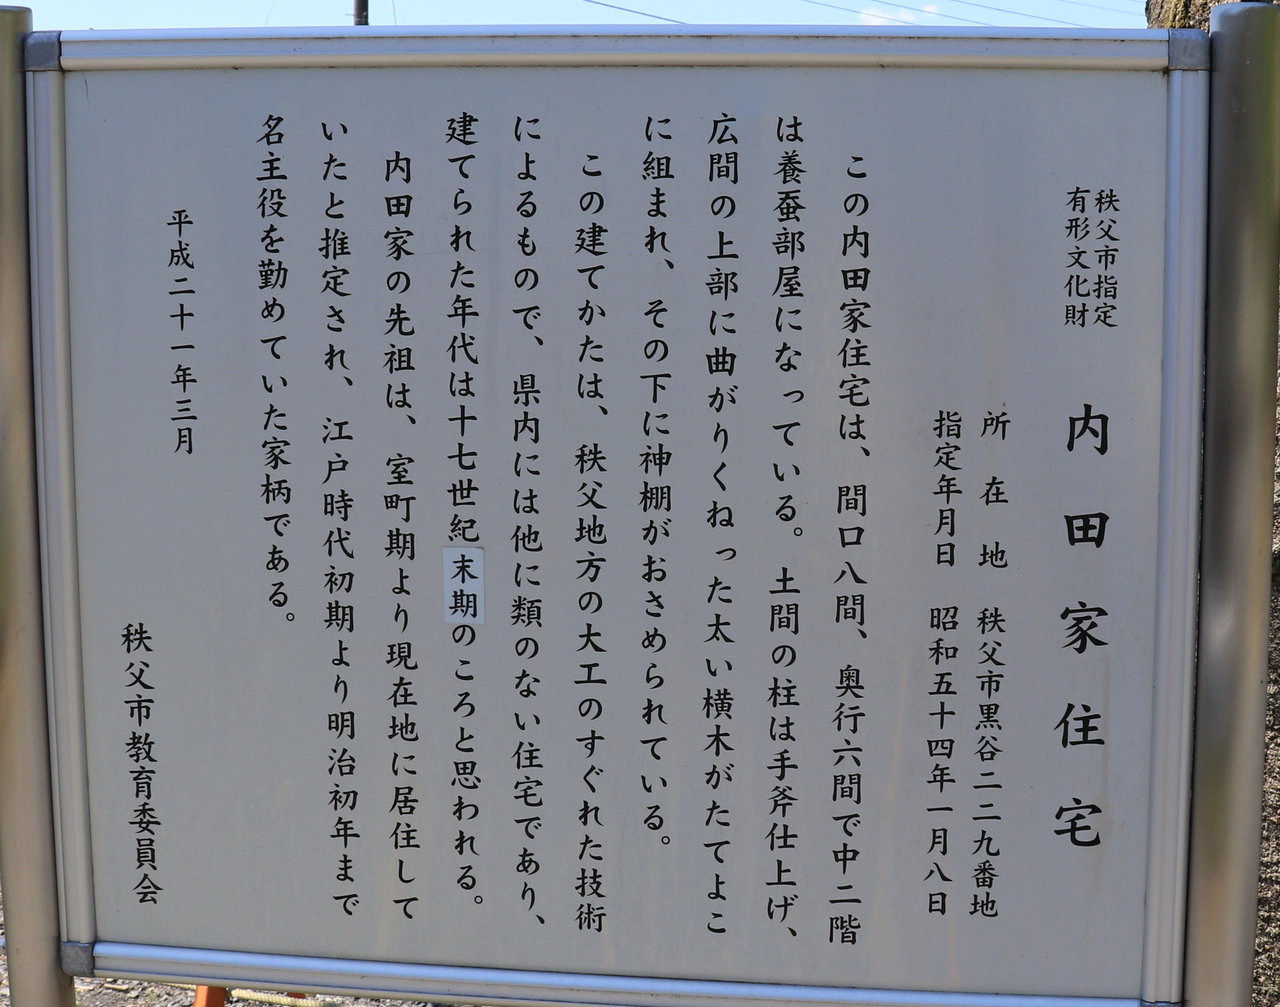 秩父市指定
有形文化財
内田家住宅
所在地 秩父市黒谷二二九番地
指定年月日 昭和五十四年一月八日
この内田家住宅は、間口八間、奥行六間で中二階
は養蚕部屋になっている。土間の柱は手斧仕上げ、
広間の上部に曲がりくねった太い横木がたてよこ
に組まれ、その下に神棚がおさめられている。
この建てかたは、秩父地方の大工のすぐれた技術
によるもので、県内には他に類のない住宅であり、
建てられた年代は十七世紀末期のころと思われる。
内田家の先祖は、室町期より現在地に居住して
いたと推定され、江戸時代初期より明治初年まで
名主役を勤めていた家柄である。
平成二十一年三月
秩父市教育委員会